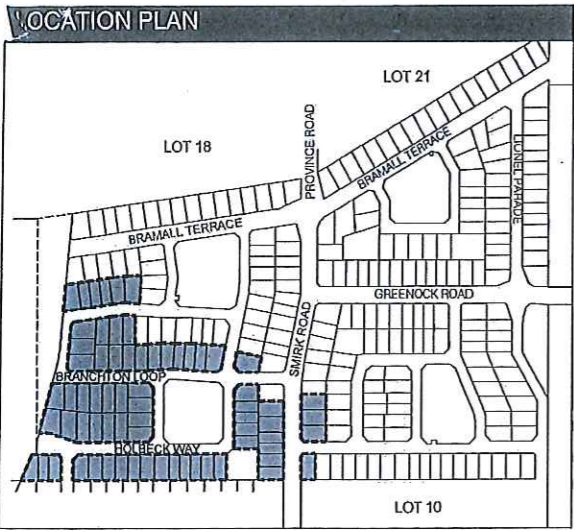 LOCATION PLAN
LOT 21
LOT 18
PROVINCE ROAD
BRAMALL TERRACE
LIONEL PARADE
BRAMALL TERRACE
GREENOCK ROAD
SMIRK ROAD
BRANCHTON LOOP
HOLBECK WAY
LOT 10